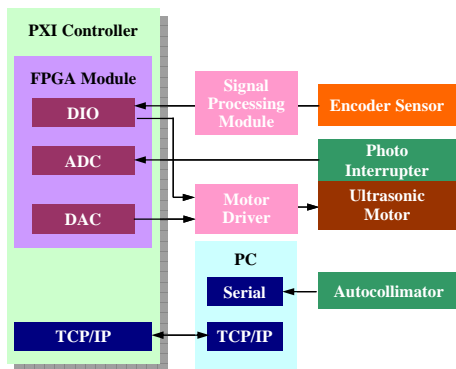 PXI Controller
FPGA Module
DIO
ADC
DAC
TCP/IP
Signal
Processing
Module
Encoder Sensor
Photo
Interrupter
Ultrasonic
Motor
Motor
Driver
PC
Serial
TCP/IP
Autocollimator